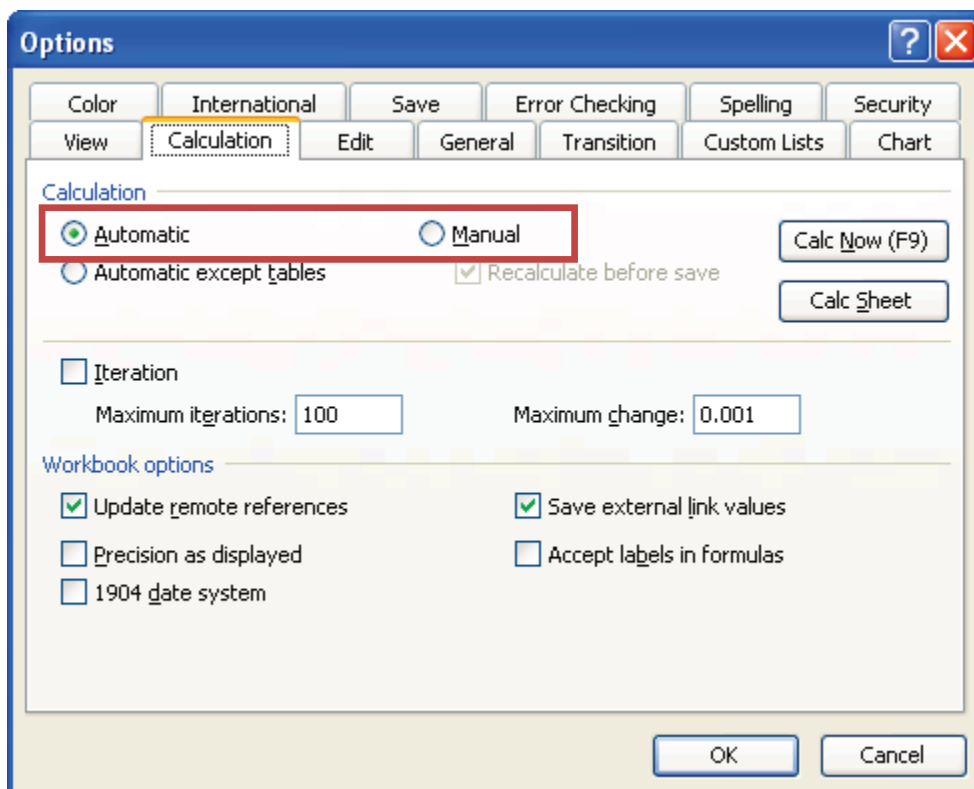 Options
Color International Save Error Checking Spelling Security
View Calculation Edit General Transition Custom Lists Chart
Calculation
Automatic Manual Calc Now (F9)
Automatic except tables Recalculate before save
Calc Sheet
Iteration
Maximum iterations: 100 Maximum change: 0.001
Workbook options
Update remote references Save external link values
Precision as displayed Accept labels in formulas
1904 date system
OK Cancel